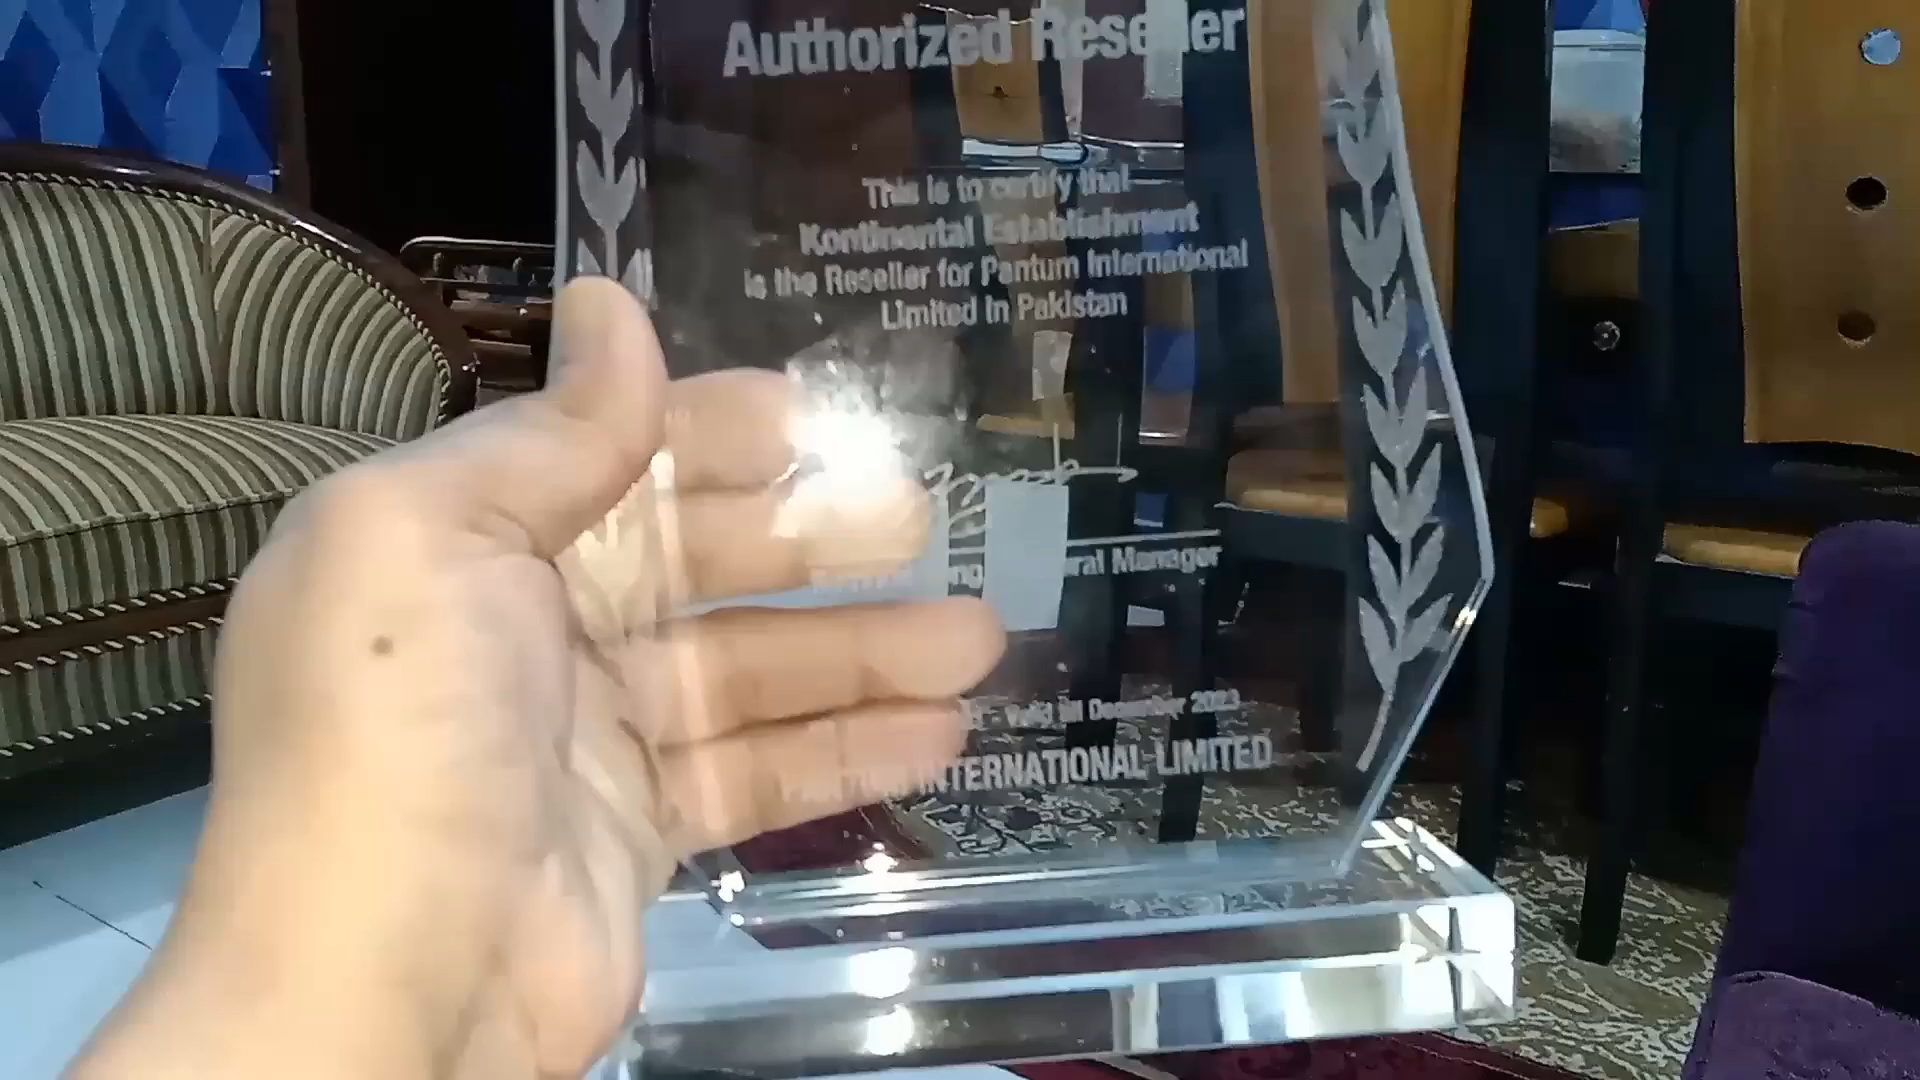 Authorized Reseller
This is to certify that
Kontinental Establishment
is the Reseller for Pantum International
Limited in Pakistan
Manager
Valid till December 2023
INTERNATIONAL LIMITED